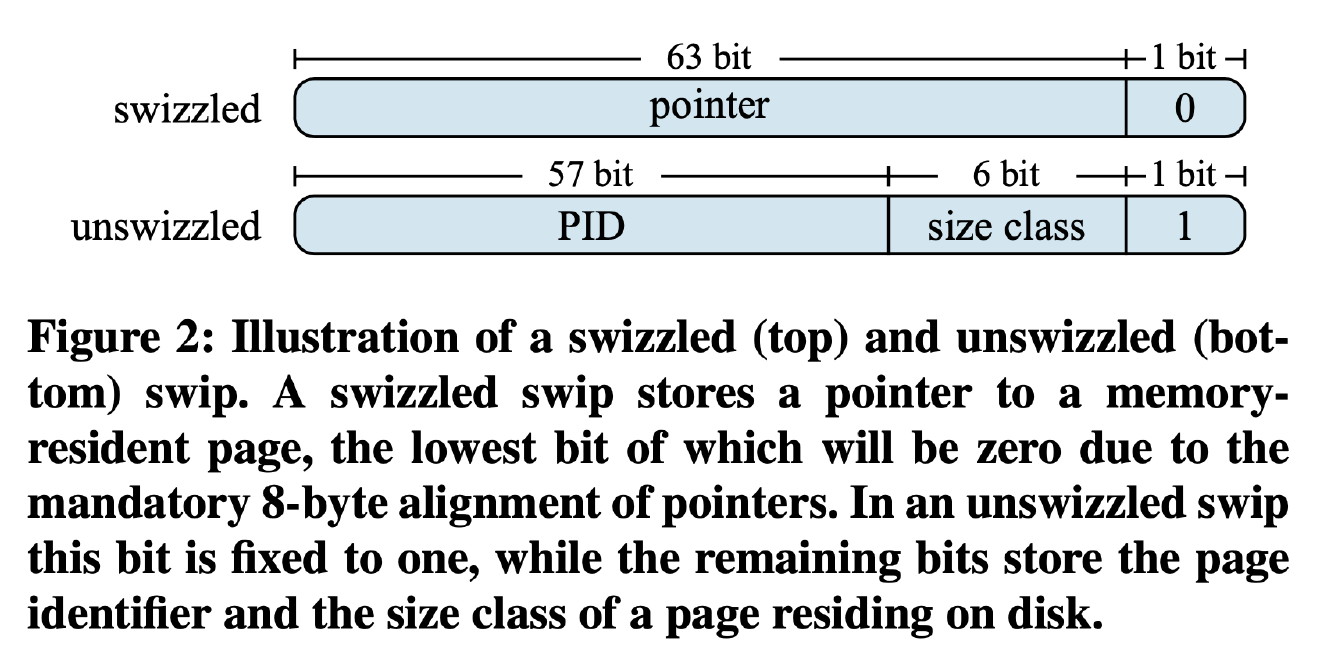 63 bit 1 bit
swizzled pointer 0
57 bit 6 bit 1 bit
unswizzled PID size class 1
Figure 2: Illustration of a swizzled (top) and unswizzled (bot-
tom) swip. A swizzled swip stores a pointer to a memory-
resident page, the lowest bit of which will be zero due to the
mandatory 8-byte alignment of pointers. In an unswizzled swip
this bit is fixed to one, while the remaining bits store the page
identifier and the size class of a page residing on disk.